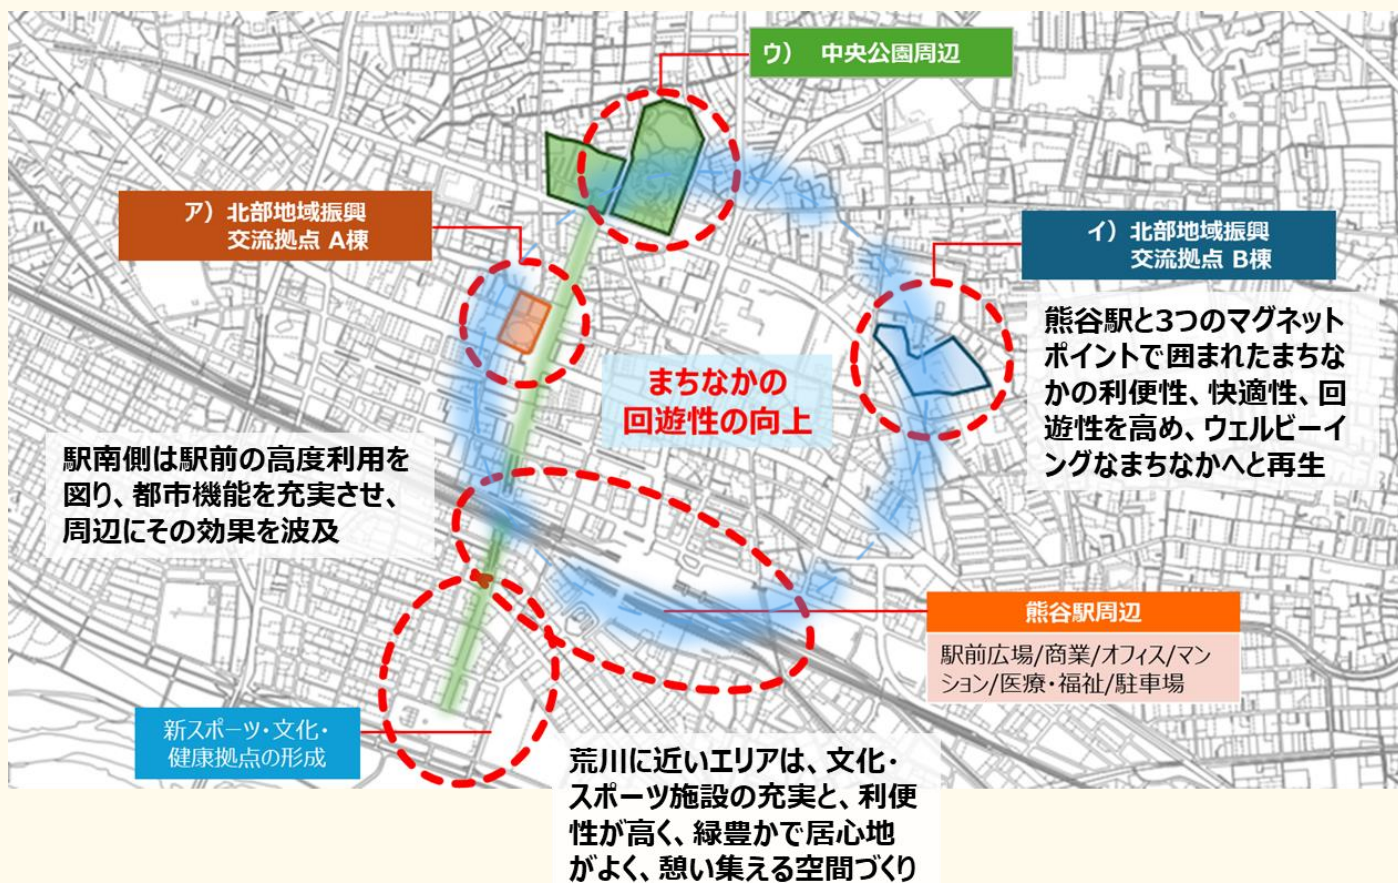 ウ） 中央公園周辺
ア）北部地域振興
交流拠点 A棟
イ）北部地域振興
交流拠点 B棟
熊谷駅と3つのマグネット
ポイントで囲まれたまちな
かの利便性、快適性、回
遊性を高め、ウェルビーイ
ングなまちなかへと再生
まちなかの
回遊性の向上
駅南側は駅前の高度利用を
図り、都市機能を充実させ、
周辺にその効果を波及
熊谷駅周辺
駅前広場/商業/オフィス/マン
ション/医療・福祉/駐車場
新スポーツ・文化・
健康拠点の形成
荒川に近いエリアは、文化・
スポーツ施設の充実と、利便
性が高く、緑豊かで居心地
がよく、憩い集える空間づくり